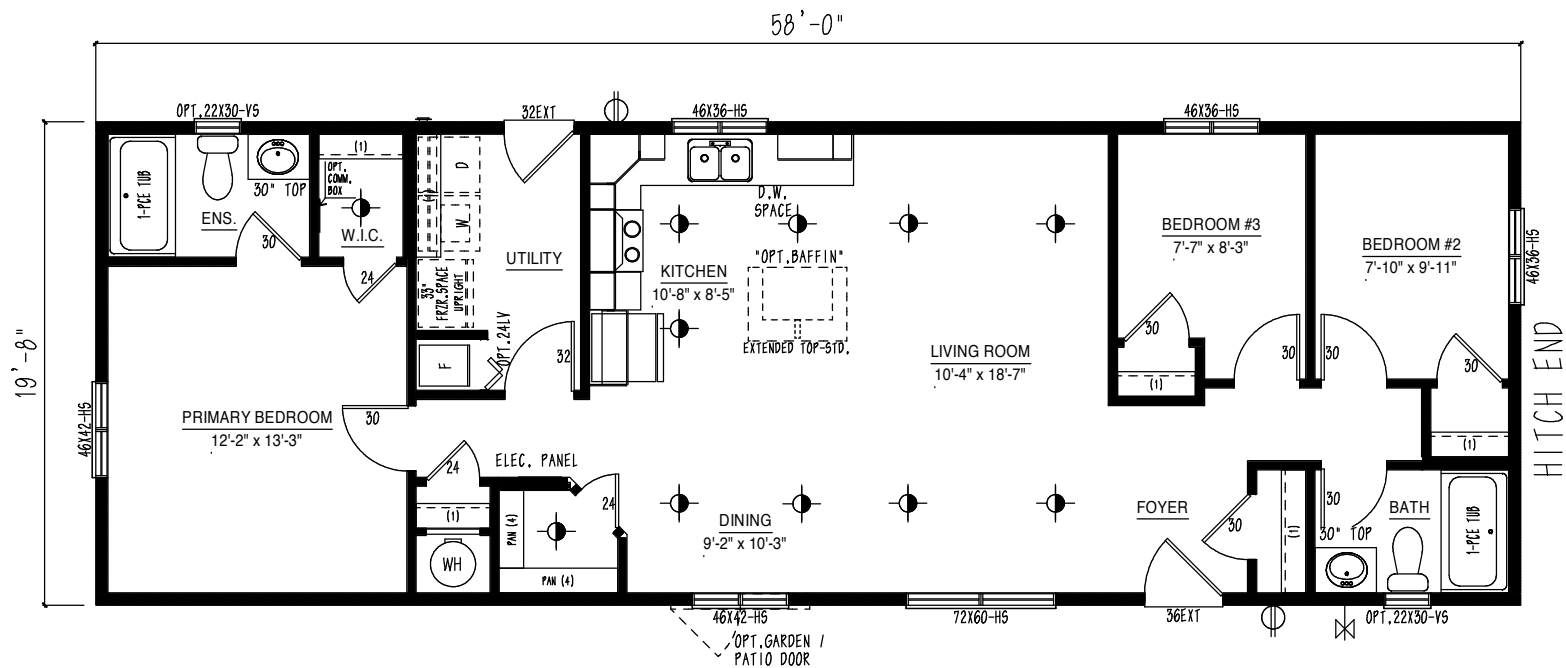 58'-0"
OPT.22X30-VS
32EXT
46X36-HS
46X36-HS
19'-8"
1-PCE TUB
30" TOP
ENS.
30
(1)
OPT.
COMM.
BOX
W.I.C.
24
D
(1)
W
33"
FRZR.SPACE
UPRIGHT
UTILITY
OPT.24LV
F
32
D.W.
SPACE
KITCHEN
10'-8" x 8'-5"
"OPT.BAFFIN"
EXTENDED TOP-STD.
LIVING ROOM
10'-4" x 18'-7"
BEDROOM #3
7'-7" x 8'-3"
30
(1)
30
BEDROOM #2
7'-10" x 9'-11"
30
30
(1)
46X36-HS
HITCH END
PRIMARY BEDROOM
12'-2" x 13'-3"
30
46X42-HS
24
(1)
WH
ELEC. PANEL
24
PAN (4)
PAN (4)
DINING
9'-2" x 10'-3"
FOYER
30
(1)
30
30" TOP
BATH
1-PCE TUB
46X42-HS
OPT.GARDEN /
PATIO DOOR
72X60-HS
36EXT
OPT.22X30-VS